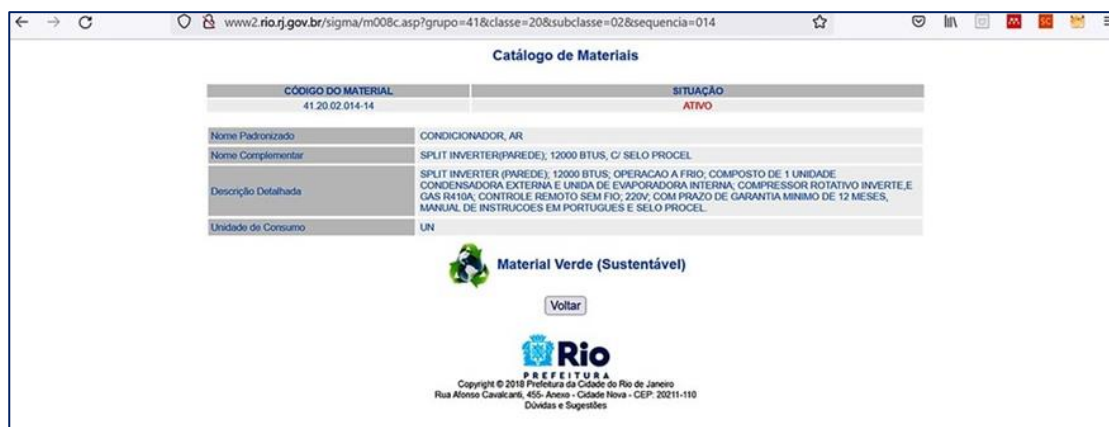 www2.rio.rj.gov.br/sigma/m008c.asp?grupo=41&classe=20&subclasse=02&sequencia=014
Catálogo de Materiais
CÓDIGO DO MATERIAL SITUAÇÃO
41.20.02.014-14 ATIVO
Nome Padronizado CONDICIONADOR, AR
Nome Complementar SPLIT INVERTER(PAREDE); 12000 BTUS, C/ SELO PROCEL
Descrição Detalhada SPLIT INVERTER (PAREDE); 12000 BTUS; OPERACAO A FRIO; COMPOSTO DE 1 UNIDADE
CONDENSADORA EXTERNA E UNIDA DE EVAPORADORA INTERNA; COMPRESSOR ROTATIVO INVERTE,E
GAS R410A; CONTROLE REMOTO SEM FIO; 220V; COM PRAZO DE GARANTIA MINIMO DE 12 MESES,
MANUAL DE INSTRUCOES EM PORTUGUES E SELO PROCEL.
Unidade de Consumo UN
Material Verde (Sustentável)
Voltar
Rio
PREFEITURA
Copyright © 2018 Prefeitura da Cidade do Rio de Janeiro
Rua Afonso Cavalcanti, 455- Anexo - Cidade Nova - CEP: 20211-110
Dúvidas e Sugestões